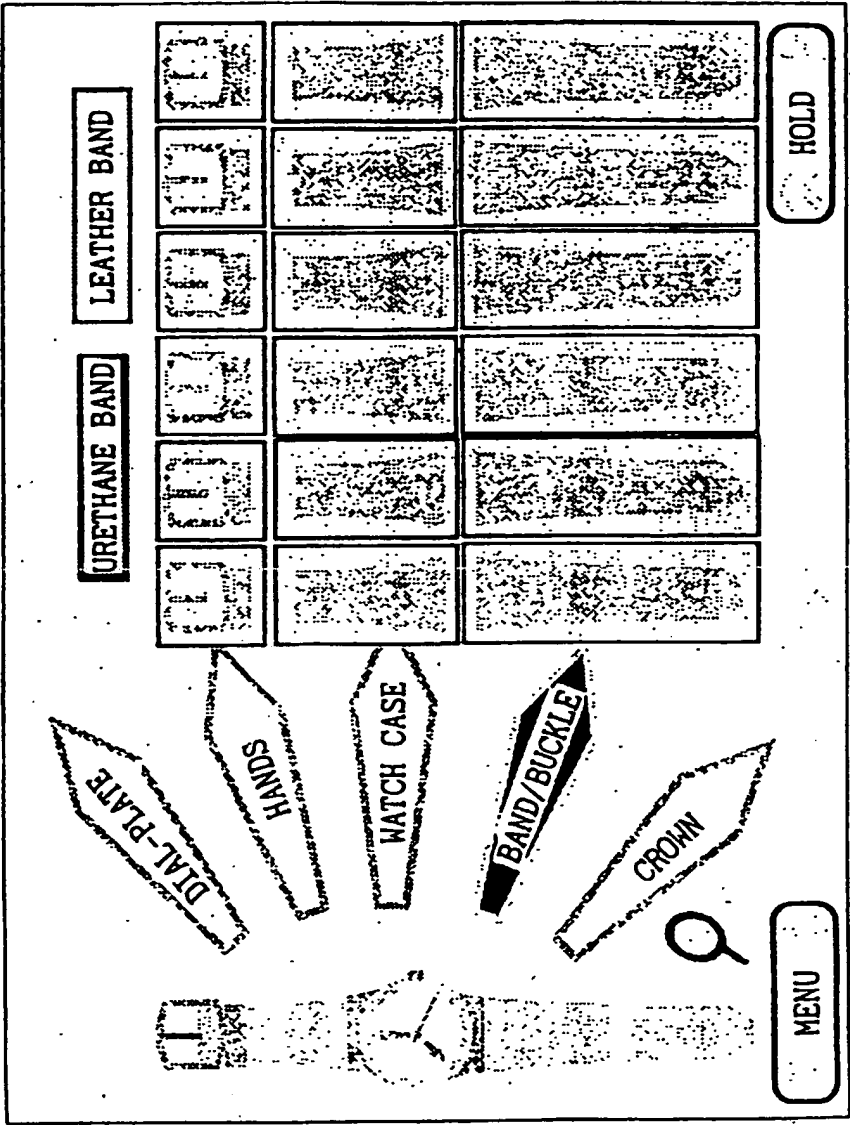 URETHANE BAND
LEATHER BAND
DIAL-PLATE
HANDS
WATCH CASE
BAND/BUCKLE
CROWN
MENU
HOLD